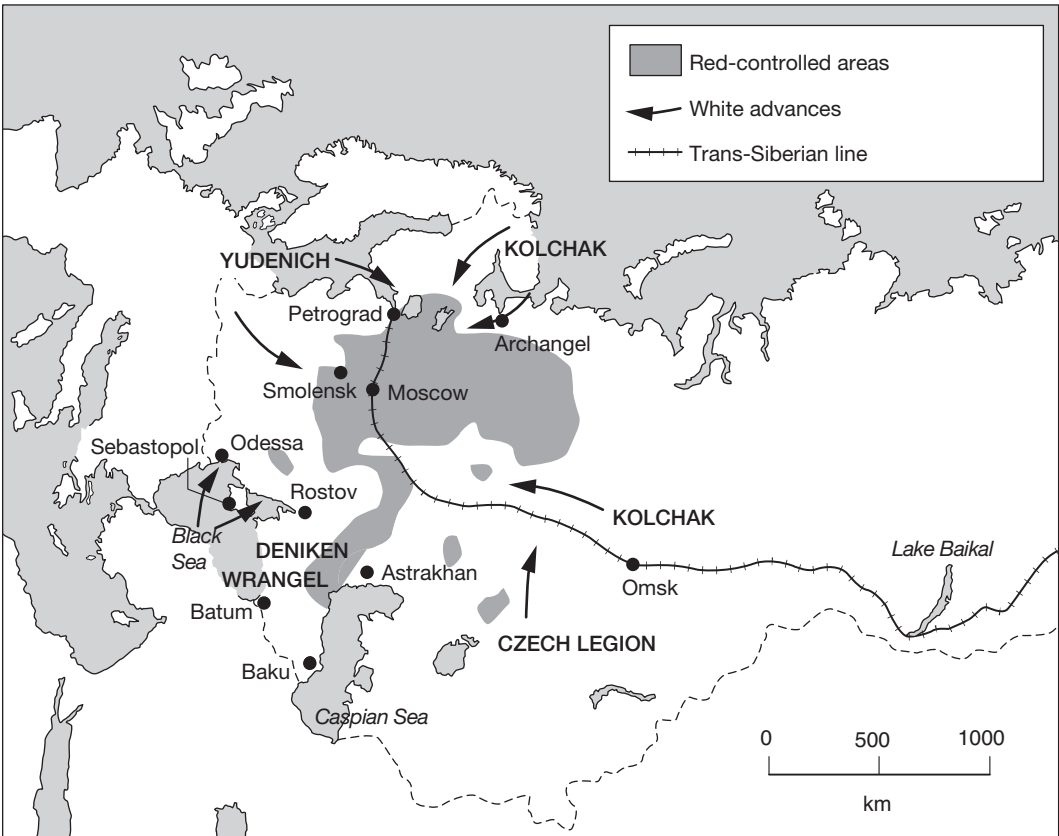 Red-controlled areas
White advances
Trans-Siberian line
YUDENICH
KOLCHAK
Petrograd
Archangel
Smolensk
Moscow
Sebastopol
Odessa
Rostov
KOLCHAK
Black
Sea
DENIKEN
WRANGEL
Astrakhan
Omsk
Lake Baikal
Batum
CZECH LEGION
Baku
Caspian Sea
0 500 1000
km